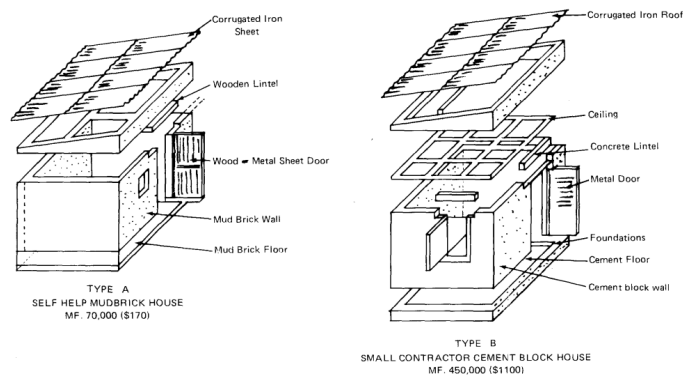 Corrugated Iron
Sheet
Wooden Lintel
Wood or Metal Sheet Door
Mud Brick Wall
Mud Brick Floor
TYPE A
SELF HELP MUDBRICK HOUSE
MF. 70,000 ($170)
Corrugated Iron Roof
Ceiling
Concrete Lintel
Metal Door
Foundations
Cement Floor
Cement block wall
TYPE B
SMALL CONTRACTOR CEMENT BLOCK HOUSE
MF. 450,000 ($1100)